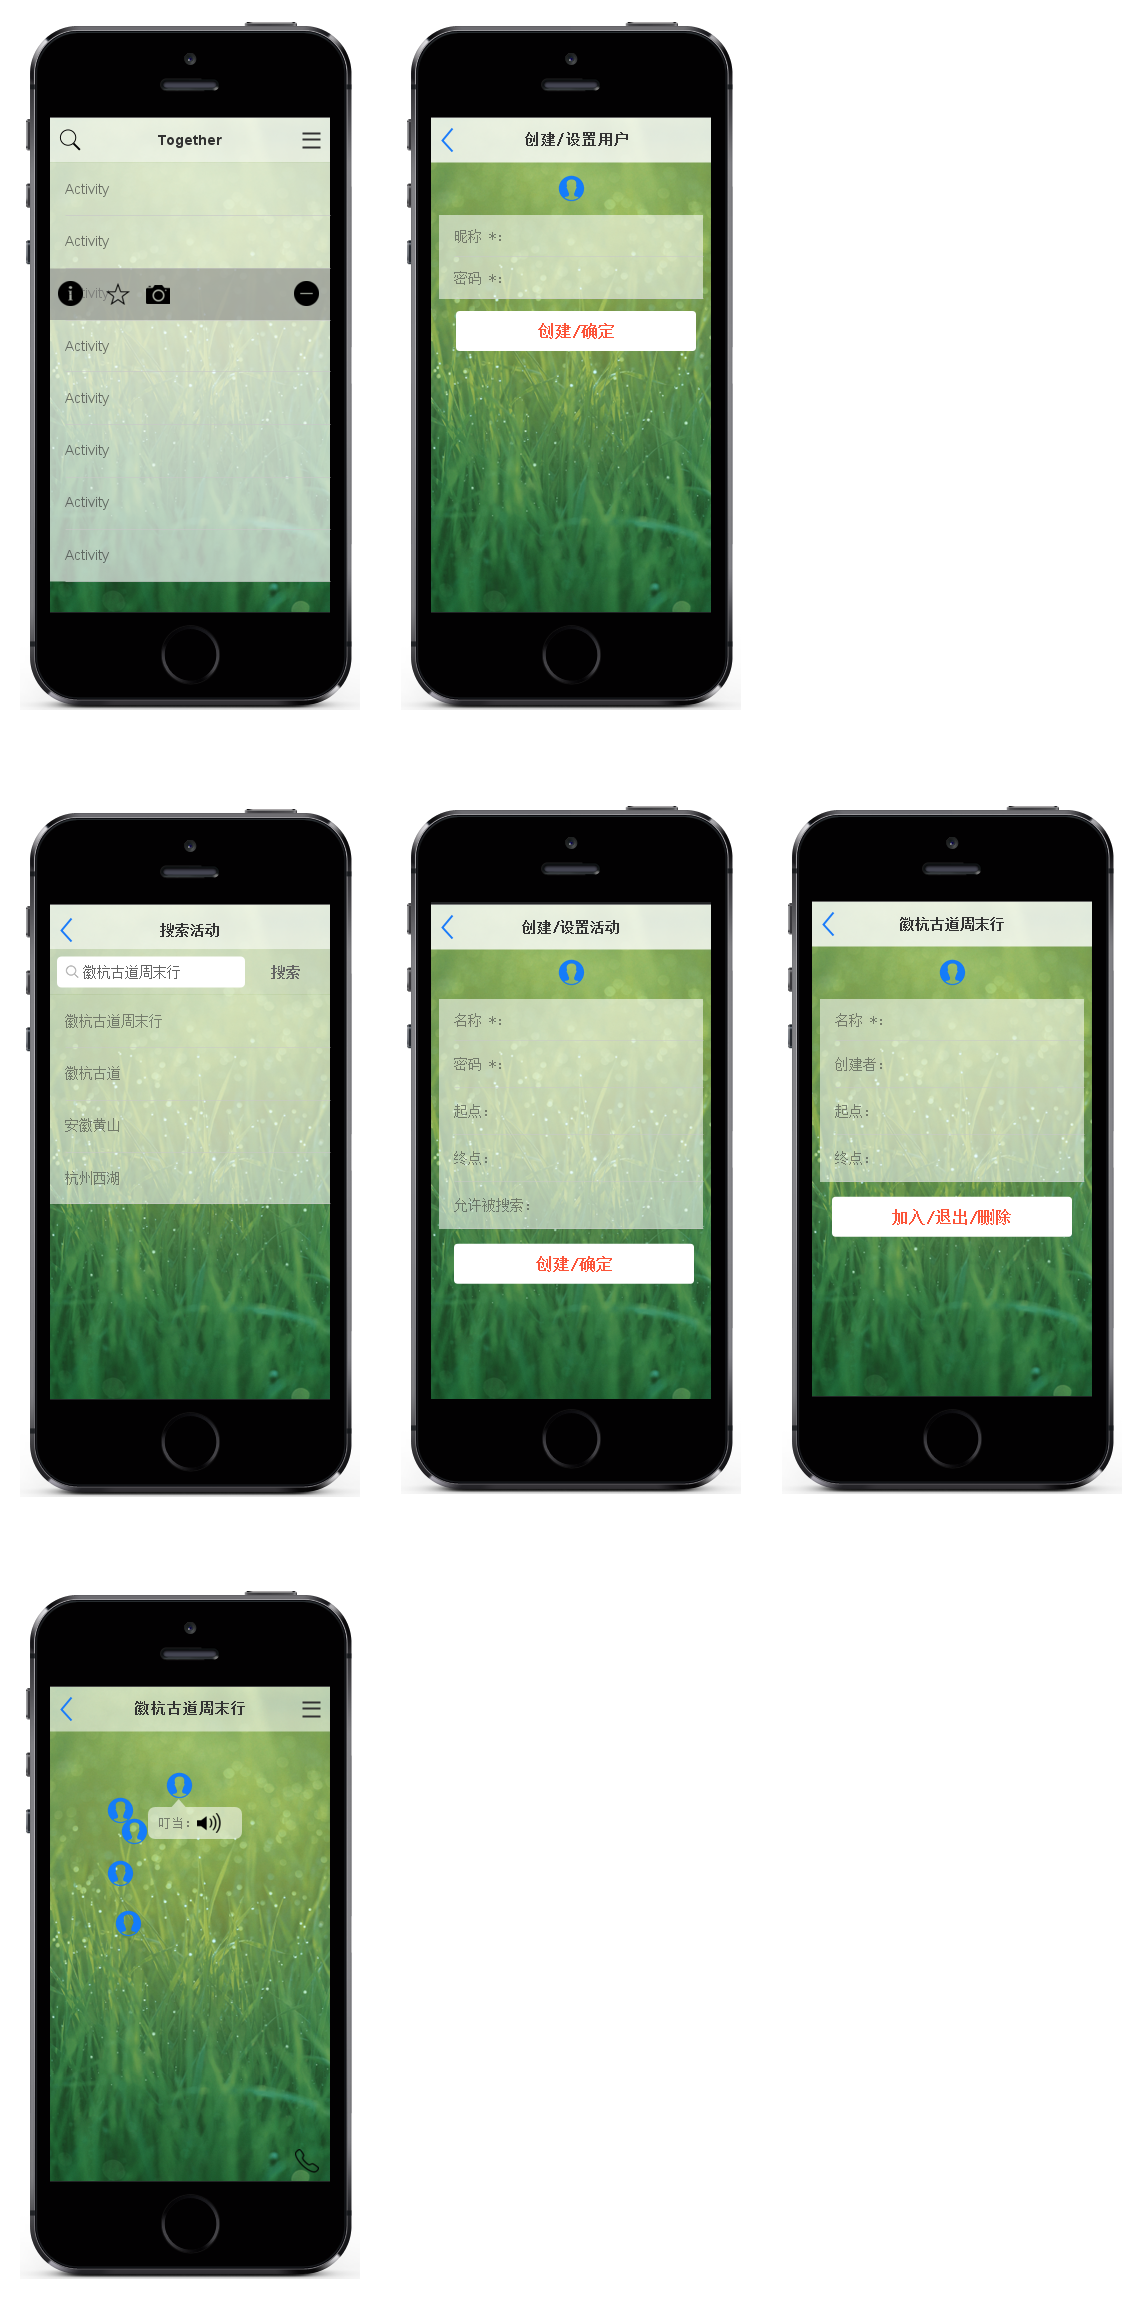 Together
Activity
Activity
tivity
Activity
Activity
Activity
Activity
Activity
创建/设置用户
昵称 *:
密码 *:
创建/确定
搜索活动
徽杭古道周末行 搜索
徽杭古道周末行
徽杭古道
安徽黄山
杭州西湖
创建/设置活动
名称 *:
密码 *:
起点:
终点:
允许被搜索:
创建/确定
徽杭古道周末行
名称 *:
创建者:
起点:
终点:
加入/退出/删除
徽杭古道周末行
叮当: